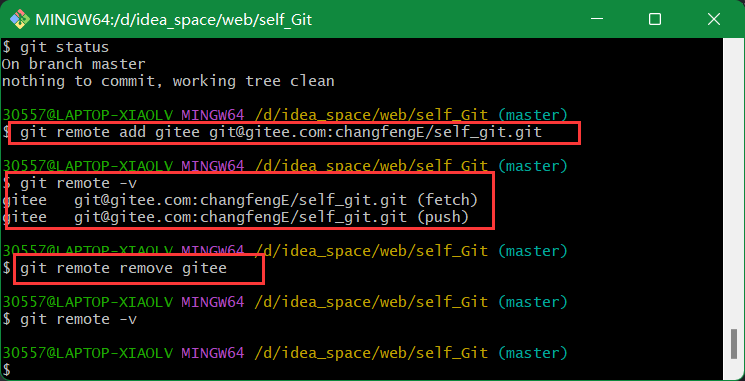 MINGW64:/d/idea_space/web/self_Git
$ git status
On branch master
nothing to commit, working tree clean
30557@LAPTOP-XIAOLV MINGW64 /d/idea_space/web/self_Git (master)
$ git remote add gitee git@gitee.com:changfengE/self_git.git
30557@LAPTOP-XIAOLV MINGW64 /d/idea_space/web/self_Git (master)
$ git remote -v
gitee   git@gitee.com:changfengE/self_git.git (fetch)
gitee   git@gitee.com:changfengE/self_git.git (push)
30557@LAPTOP-XIAOLV MINGW64 /d/idea_space/web/self_Git (master)
$ git remote remove gitee
30557@LAPTOP-XIAOLV MINGW64 /d/idea_space/web/self_Git (master)
$ git remote -v
30557@LAPTOP-XIAOLV MINGW64 /d/idea_space/web/self_Git (master)
$